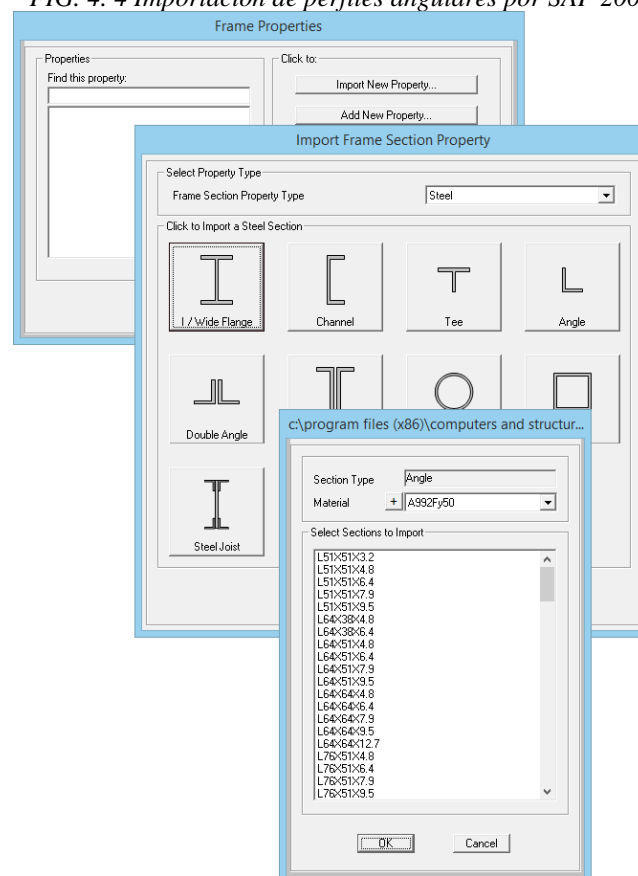 FIG. 4. 4 Importación de perfiles angulares por SAP 200
Frame Properties
Properties
Find this property:
Click to:
Import New Property...
Add New Property...
Import Frame Section Property
Select Property Type
Frame Section Property Type
Steel
Click to Import a Steel Section
I / Wide Flange
Channel
Tee
Angle
Double Angle
Steel Joist
c:\program files (x86)\computers and structur...
Section Type
Angle
Material
+
A992Fy50
Select Sections to Import
L51X51X3.2
L51X51X4.8
L51X51X6.4
L51X51X7.9
L51X51X9.5
L64X38X4.8
L64X38X6.4
L64X51X4.8
L64X51X6.4
L64X51X7.9
L64X51X9.5
L64X64X4.8
L64X64X6.4
L64X64X7.9
L64X64X9.5
L64X64X12.7
L76X51X4.8
L76X51X6.4
L76X51X7.9
L76X51X9.5
OK
Cancel